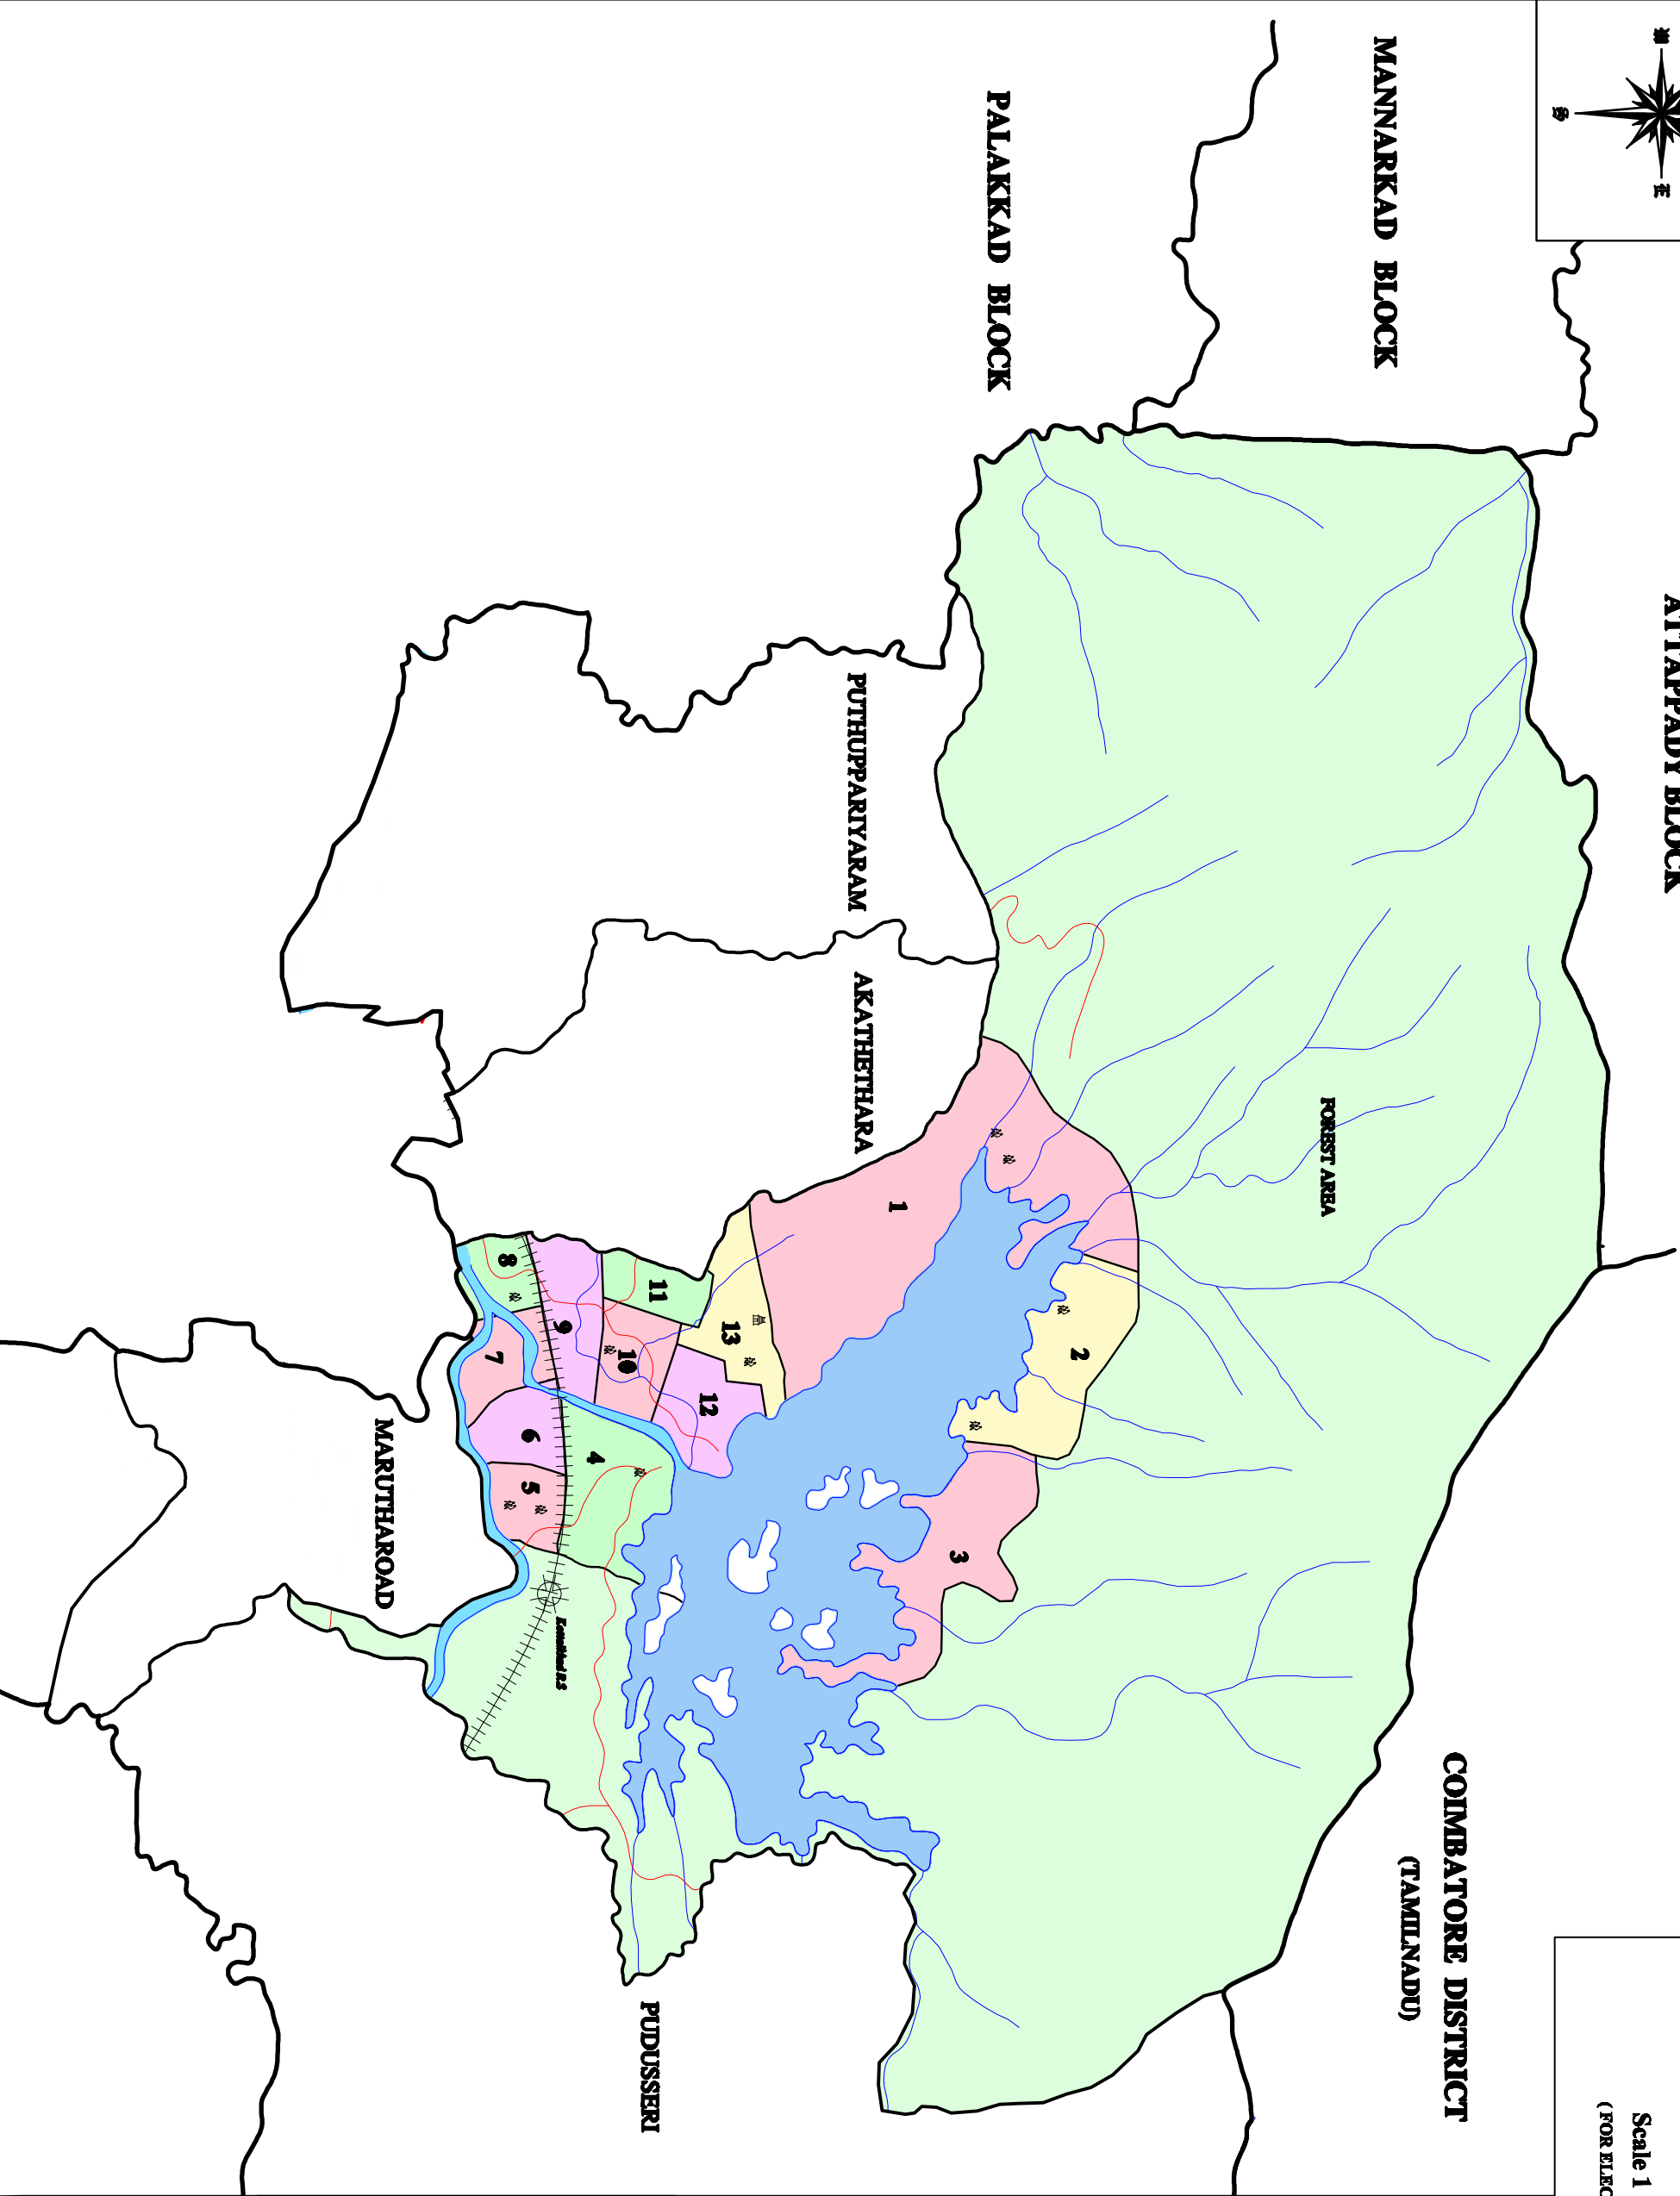 W
E
S
MANNARKAD BLOCK
ATTAPPADY BLOCK
PALAKKAD BLOCK
COIMBATORE DISTRICT
(TAMILNADU)
Scale 1
(FOR ELEC
FOREST AREA
PUTHUPPARIYARAM
AKATHETHARA
1
2
3
13
11
12
10
9
8
4
7
6
5
Kottekkad R.S
MARUTHAROAD
PUDUSSERI